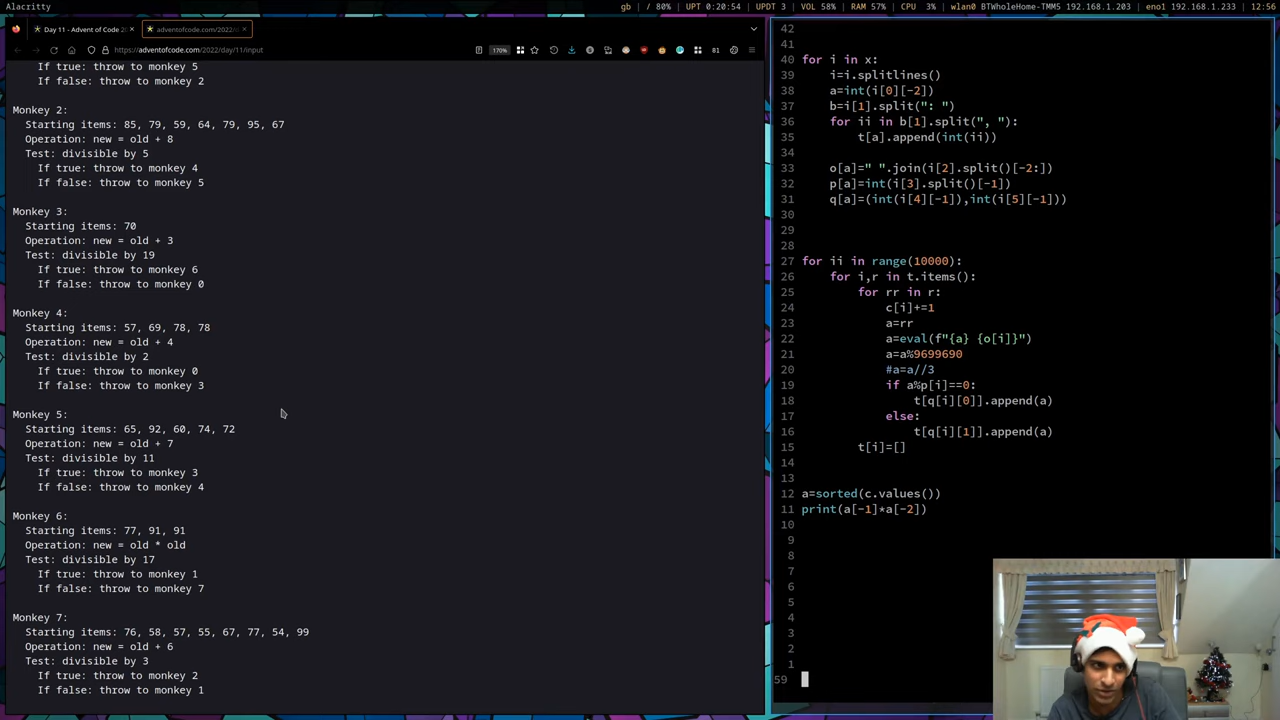 Alacritty
gb / 80% UPT 0:20:54 UPDT 3 VOL 58% RAM 57% CPU 3% wlan0 BTWholeHome-TMM5 192.168.1.203 eno1 192.168.1.233 12:56
Day 11 - Advent of Code 20
adventofcode.com/2022/day/1
https://adventofcode.com/2022/day/11/input
170%
81
If true: throw to monkey 5
If false: throw to monkey 2
Monkey 2:
Starting items: 85, 79, 59, 64, 79, 95, 67
Operation: new = old + 8
Test: divisible by 5
If true: throw to monkey 4
If false: throw to monkey 5
Monkey 3:
Starting items: 70
Operation: new = old + 3
Test: divisible by 19
If true: throw to monkey 6
If false: throw to monkey 0
Monkey 4:
Starting items: 57, 69, 78, 78
Operation: new = old + 4
Test: divisible by 2
If true: throw to monkey 0
If false: throw to monkey 3
Monkey 5:
Starting items: 65, 92, 60, 74, 72
Operation: new = old + 7
Test: divisible by 11
If true: throw to monkey 3
If false: throw to monkey 4
Monkey 6:
Starting items: 77, 91, 91
Operation: new = old * old
Test: divisible by 17
If true: throw to monkey 1
If false: throw to monkey 7
Monkey 7:
Starting items: 76, 58, 57, 55, 67, 77, 54, 99
Operation: new = old + 6
Test: divisible by 3
If true: throw to monkey 2
If false: throw to monkey 1
42
41
40 for i in x:
39 i=i.splitlines()
38 a=int(i[0][-2])
37 b=i[1].split(": ")
36 for ii in b[1].split(", "):
35 t[a].append(int(ii))
34
33 o[a]=" ".join(i[2].split()[-2:])
32 p[a]=int(i[3].split()[-1])
31 q[a]=(int(i[4][-1]),int(i[5][-1]))
30
29
28
27 for ii in range(10000):
26 for i,r in t.items():
25 for rr in r:
24 c[i]+=1
23 a=rr
22 a=eval(f"{a} {o[i]}")
21 a=a%9699690
20 #a=a//3
19 if a%p[i]==0:
18 t[q[i][0]].append(a)
17 else:
16 t[q[i][1]].append(a)
15 t[i]=[]
14
13
12 a=sorted(c.values())
11 print(a[-1]*a[-2])
10
9
8
7
6
5
4
3
2
1
59